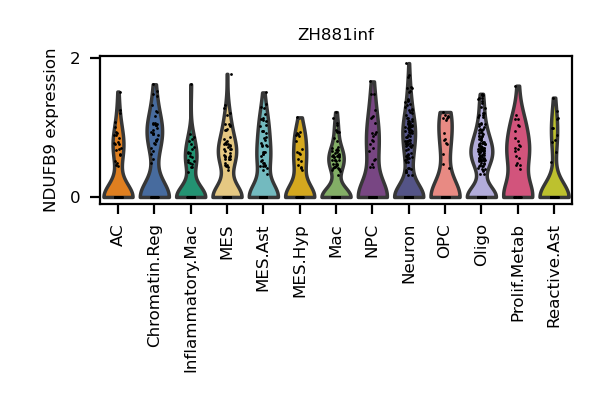 ZH881inf
NDUFB9 expression
2
0
AC
Chromatin.Reg
Inflammatory.Mac
MES
MES.Ast
MES.Hyp
Mac
NPC
Neuron
OPC
Oligo
Prolif.Metab
Reactive.Ast